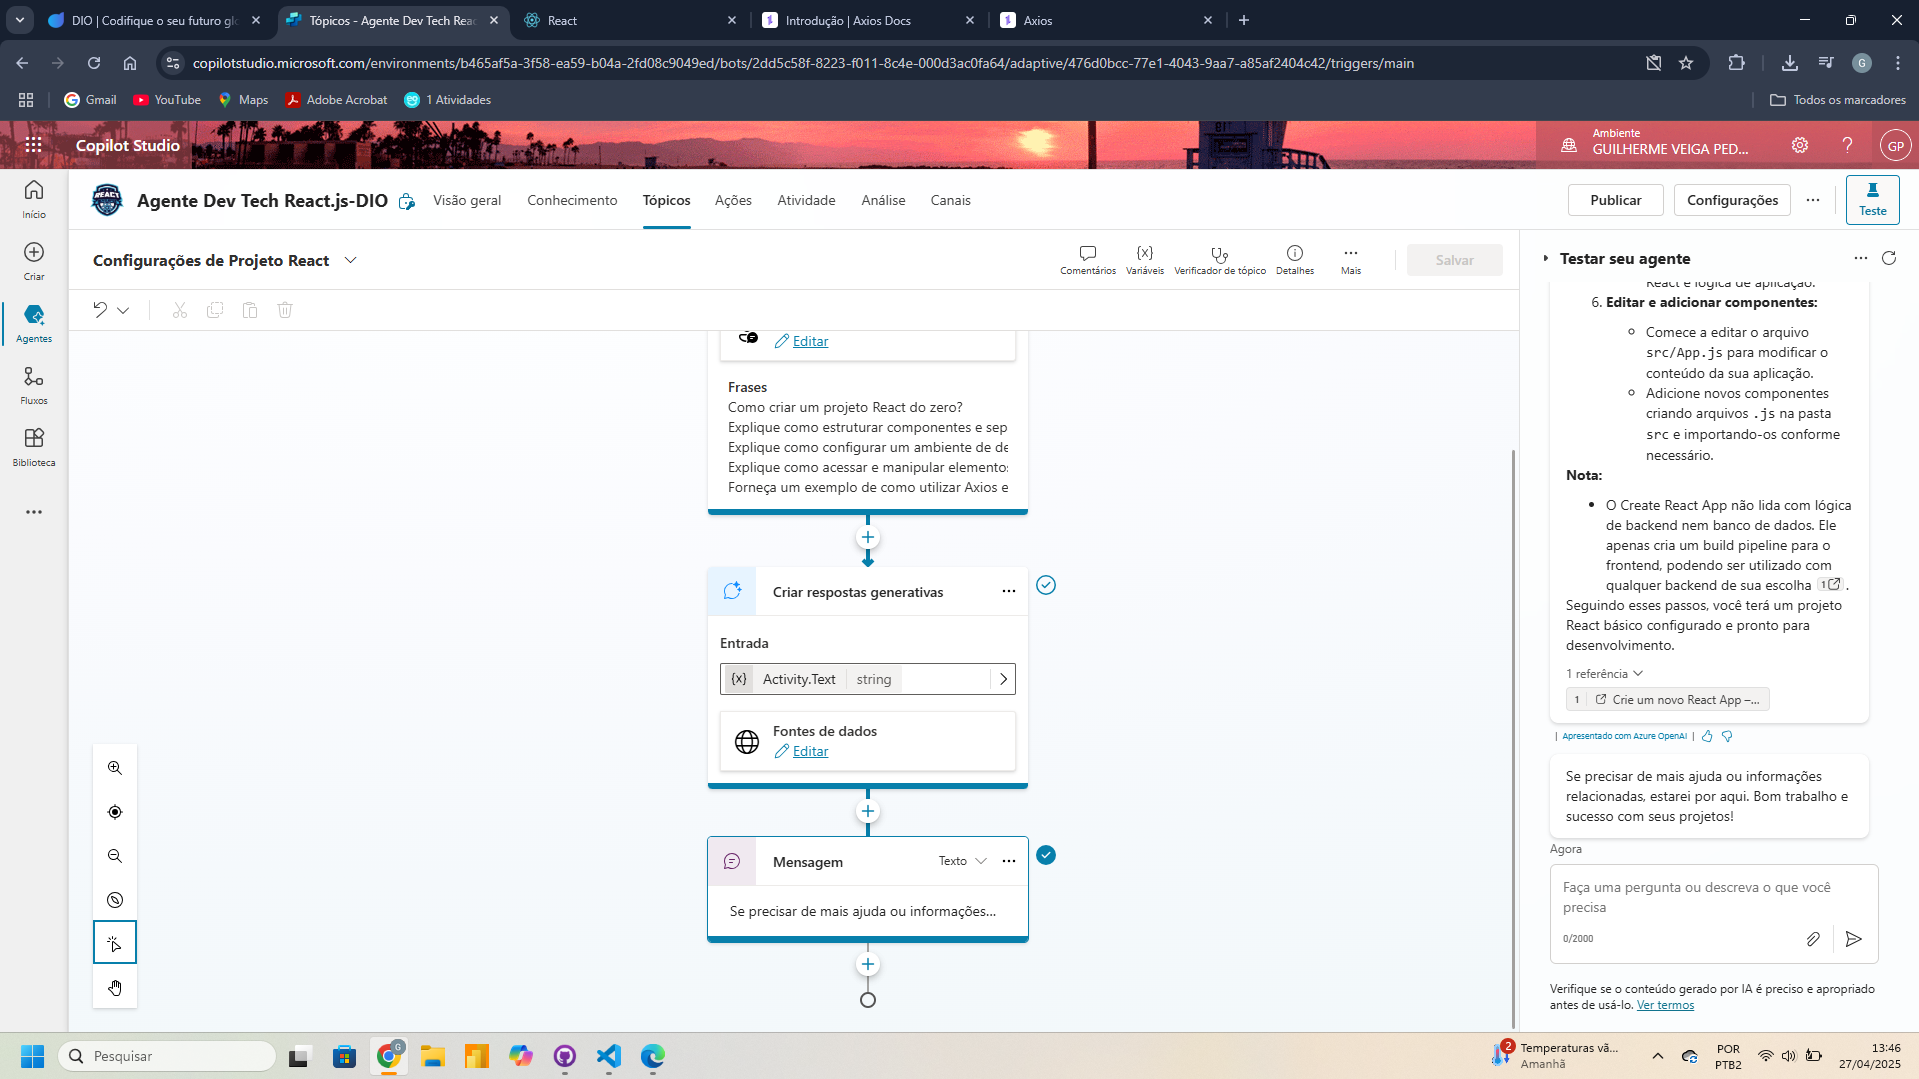 DIO | Codifique o seu futuro glo
Tópicos - Agente Dev Tech Reac
React
Introdução | Axios Docs
Axios
copilotstudio.microsoft.com/environments/b465af5a-3f58-ea59-b04a-2fd08c9049ed/bots/2dd5c58f-8223-f011-8c4e-000d3ac0fa64/adaptive/476d0bcc-77e1-4043-9aa7-a85af2404c42/triggers/main
G
Gmail
YouTube
Maps
Adobe Acrobat
1 Atividades
Todos os marcadores
Copilot Studio
Ambiente
GUILHERME VEIGA PED...
GP
Início
Criar
Agentes
Fluxos
Biblioteca
Agente Dev Tech React.js-DIO
Visão geral
Conhecimento
Tópicos
Ações
Atividade
Análise
Canais
Publicar
Configurações
Teste
Configurações de Projeto React
Comentários
Variáveis
Verificador de tópico
Detalhes
Mais
Salvar
Editar
Frases
Como criar um projeto React do zero?
Explique como estruturar componentes e sep
Explique como configurar um ambiente de de
Explique como acessar e manipular elementos
Forneça um exemplo de como utilizar Axios e
Criar respostas generativas
Entrada
{x} Activity.Text string
Fontes de dados
Editar
Mensagem
Texto
Se precisar de mais ajuda ou informações...
Testar seu agente
React e lógica de aplicação.
6. Editar e adicionar componentes:
Comece a editar o arquivo
src/App.js para modificar o
conteúdo da sua aplicação.
Adicione novos componentes
criando arquivos .js na pasta
src e importando-os conforme
necessário.
Nota:
O Create React App não lida com lógica
de backend nem banco de dados. Ele
apenas cria um build pipeline para o
frontend, podendo ser utilizado com
qualquer backend de sua escolha 1 .
Seguindo esses passos, você terá um projeto
React básico configurado e pronto para
desenvolvimento.
1 referência
1 Crie um novo React App –...
| Apresentado com Azure OpenAI |
Se precisar de mais ajuda ou informações
relacionadas, estarei por aqui. Bom trabalho e
sucesso com seus projetos!
Agora
Faça uma pergunta ou descreva o que você
precisa
0/2000
Verifique se o conteúdo gerado por IA é preciso e apropriado
antes de usá-lo. Ver termos
Pesquisar
G
2
Temperaturas vã...
Amanhã
POR
PTB2
13:46
27/04/2025